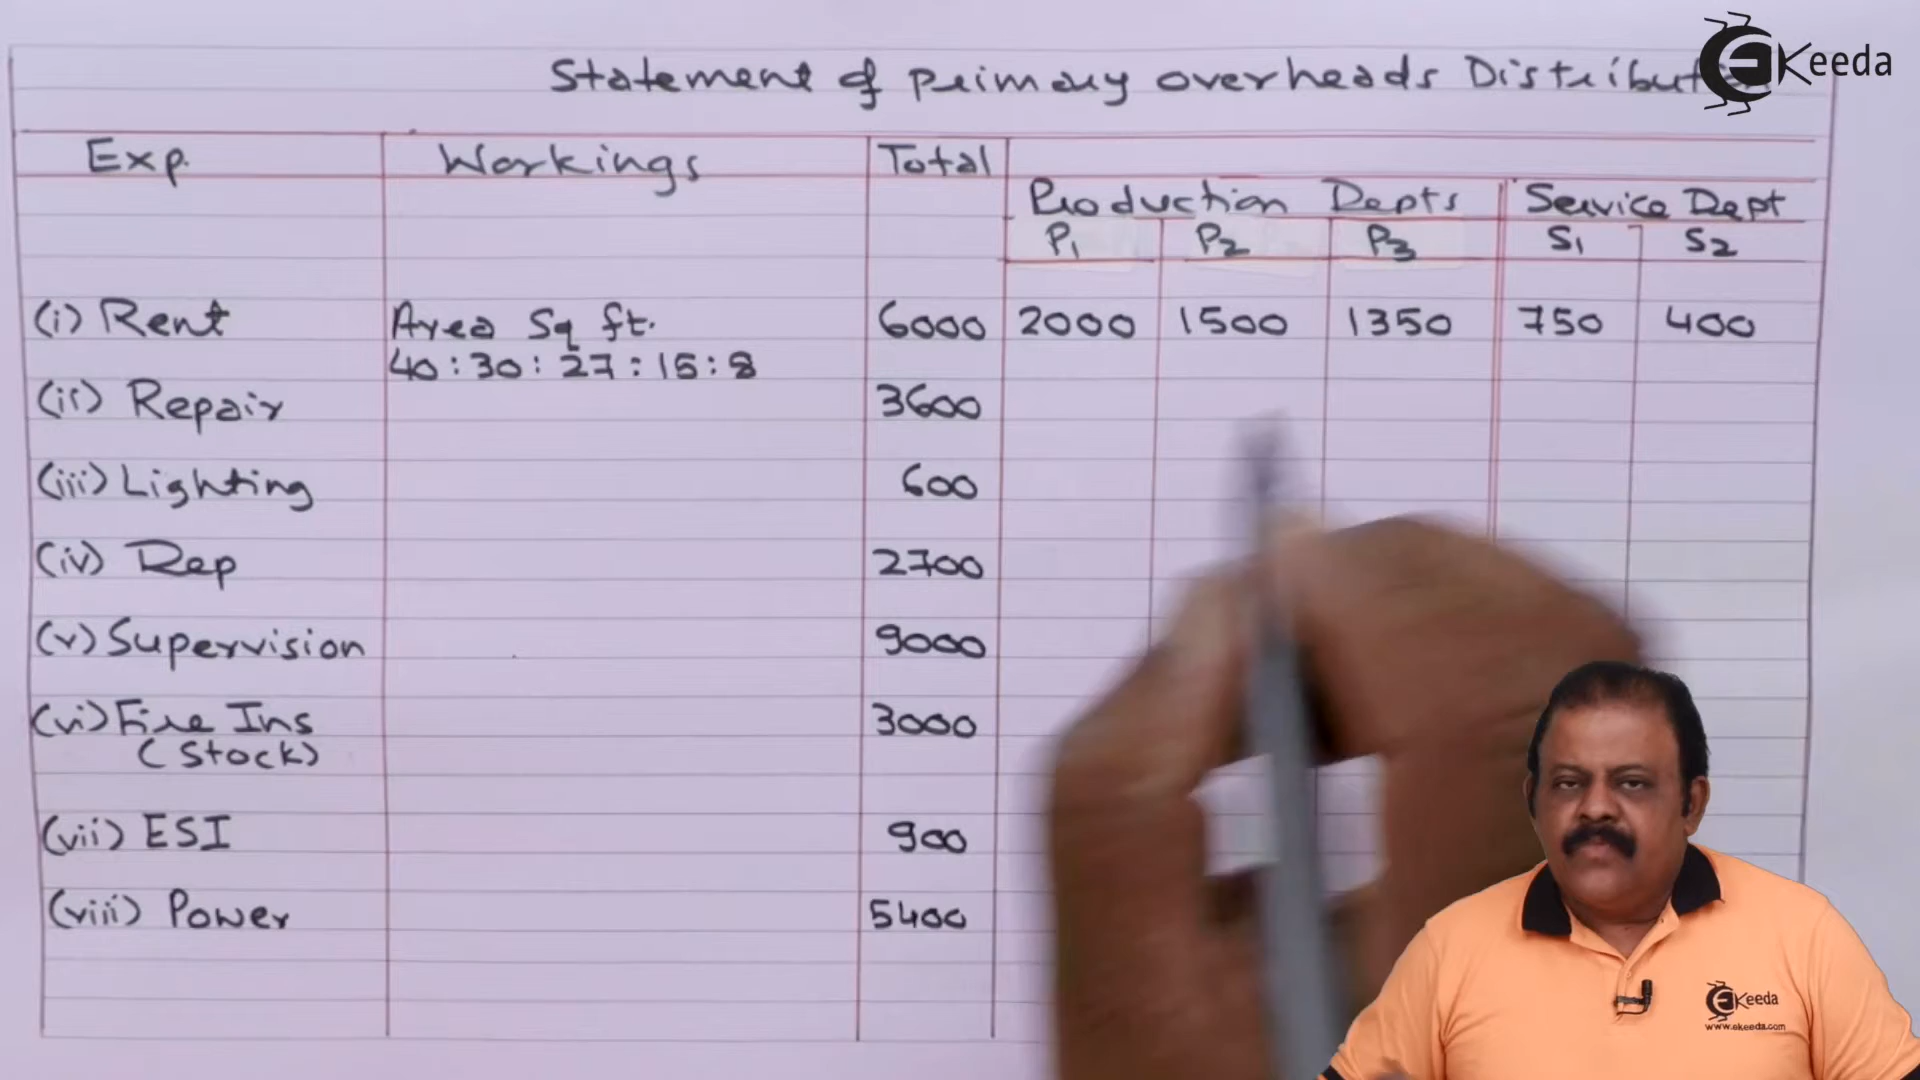 EKeeda
Statement of primary overheads Distribution
Exp. Workings Total
Production Depts Service Dept
P1 P2 P3 S1 S2
(i) Rent Area Sq ft. 6000 2000 1500 1350 750 400
40 : 30 : 27 : 15 : 8
(ii) Repair 3600
(iii) Lighting 600
(iv) Dep 2700
(v) Supervision 9000
(vi) Fire Ins 3000
(Stock)
(vii) ESI 900
(viii) Power 5400
EKeeda
www.ekeeda.com